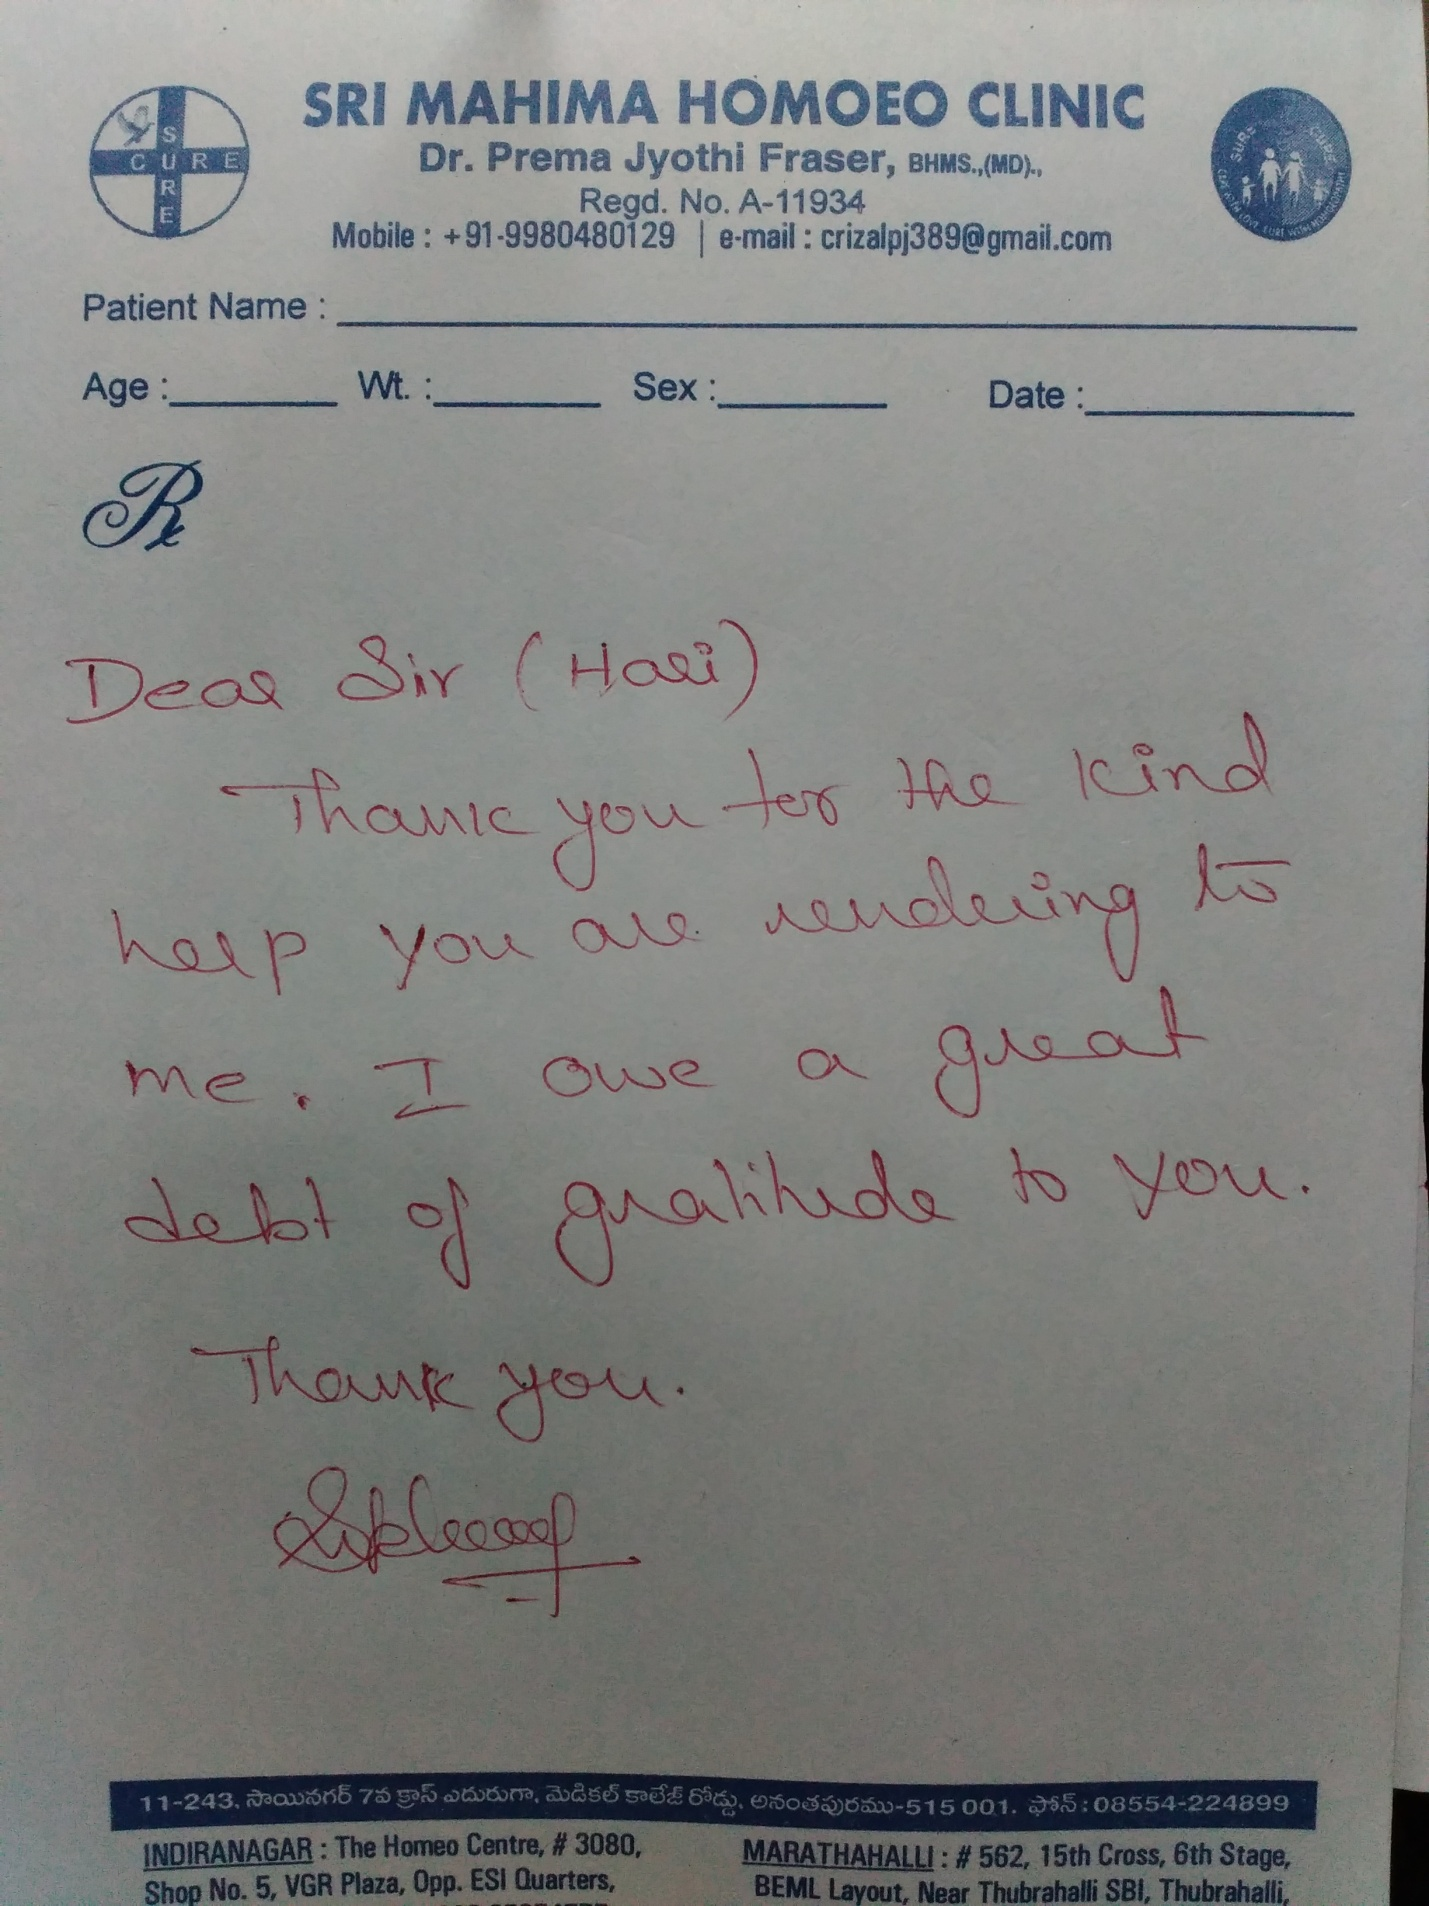 SURE
CURE
SRI MAHIMA HOMOEO CLINIC
Dr. Prema Jyothi Fraser, BHMS.,(MD).,
Regd. No. A-11934
Mobile : +91-9980480129 | e-mail : crizalpj389@gmail.com
Patient Name :
Age : Wt. : Sex : Date :
Rx
Dear Sir (Hari)
Thank you for the kind
help you are rendering to
me. I owe a great
debt of gratitude to you.
Thank you.
11-243, సాయినగర్ 7వ క్రాస్ ఎదురుగా, మెడికల్ కాలేజ్ రోడ్డు, అనంతపురము-515 001. ఫోన్ : 08554-224899
INDIRANAGAR : The Homeo Centre, # 3080,
Shop No. 5, VGR Plaza, Opp. ESI Quarters,
MARATHAHALLI : # 562, 15th Cross, 6th Stage,
BEML Layout, Near Thubrahalli SBI, Thubrahalli,